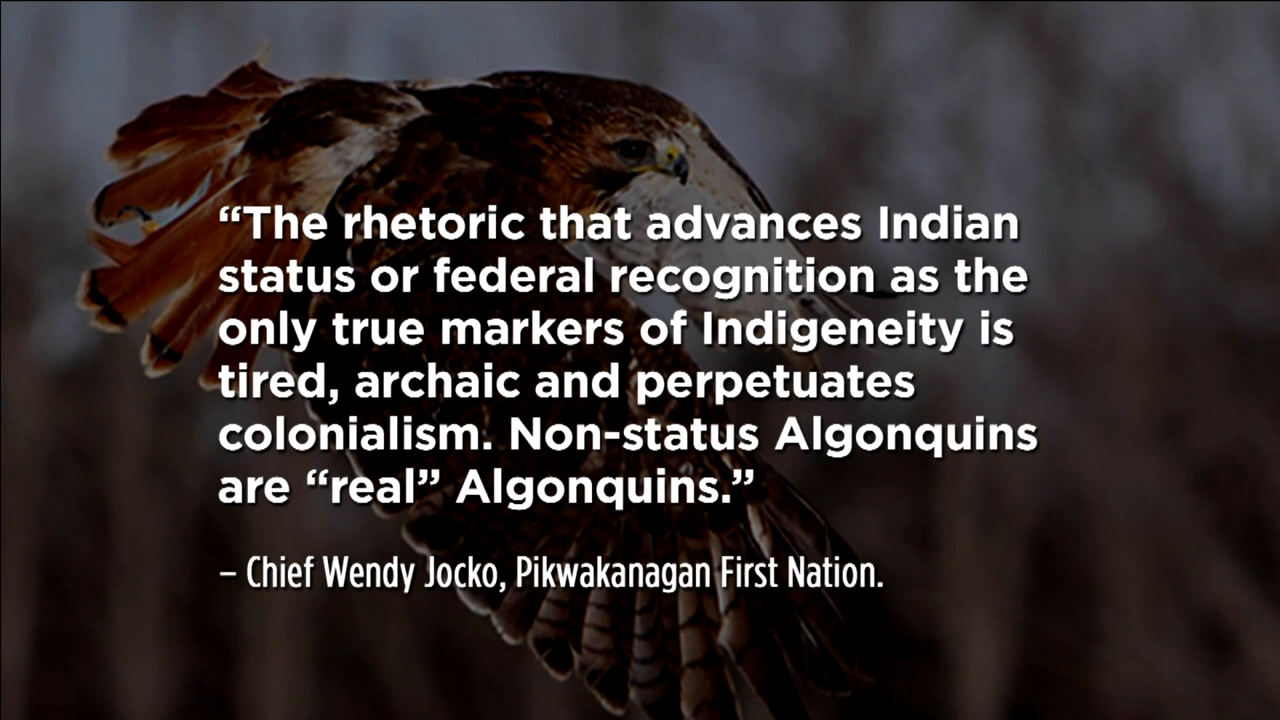 “The rhetoric that advances Indian
status or federal recognition as the
only true markers of Indigeneity is
tired, archaic and perpetuates
colonialism. Non-status Algonquins
are “real” Algonquins.”
– Chief Wendy Jocko, Pikwakanagan First Nation.